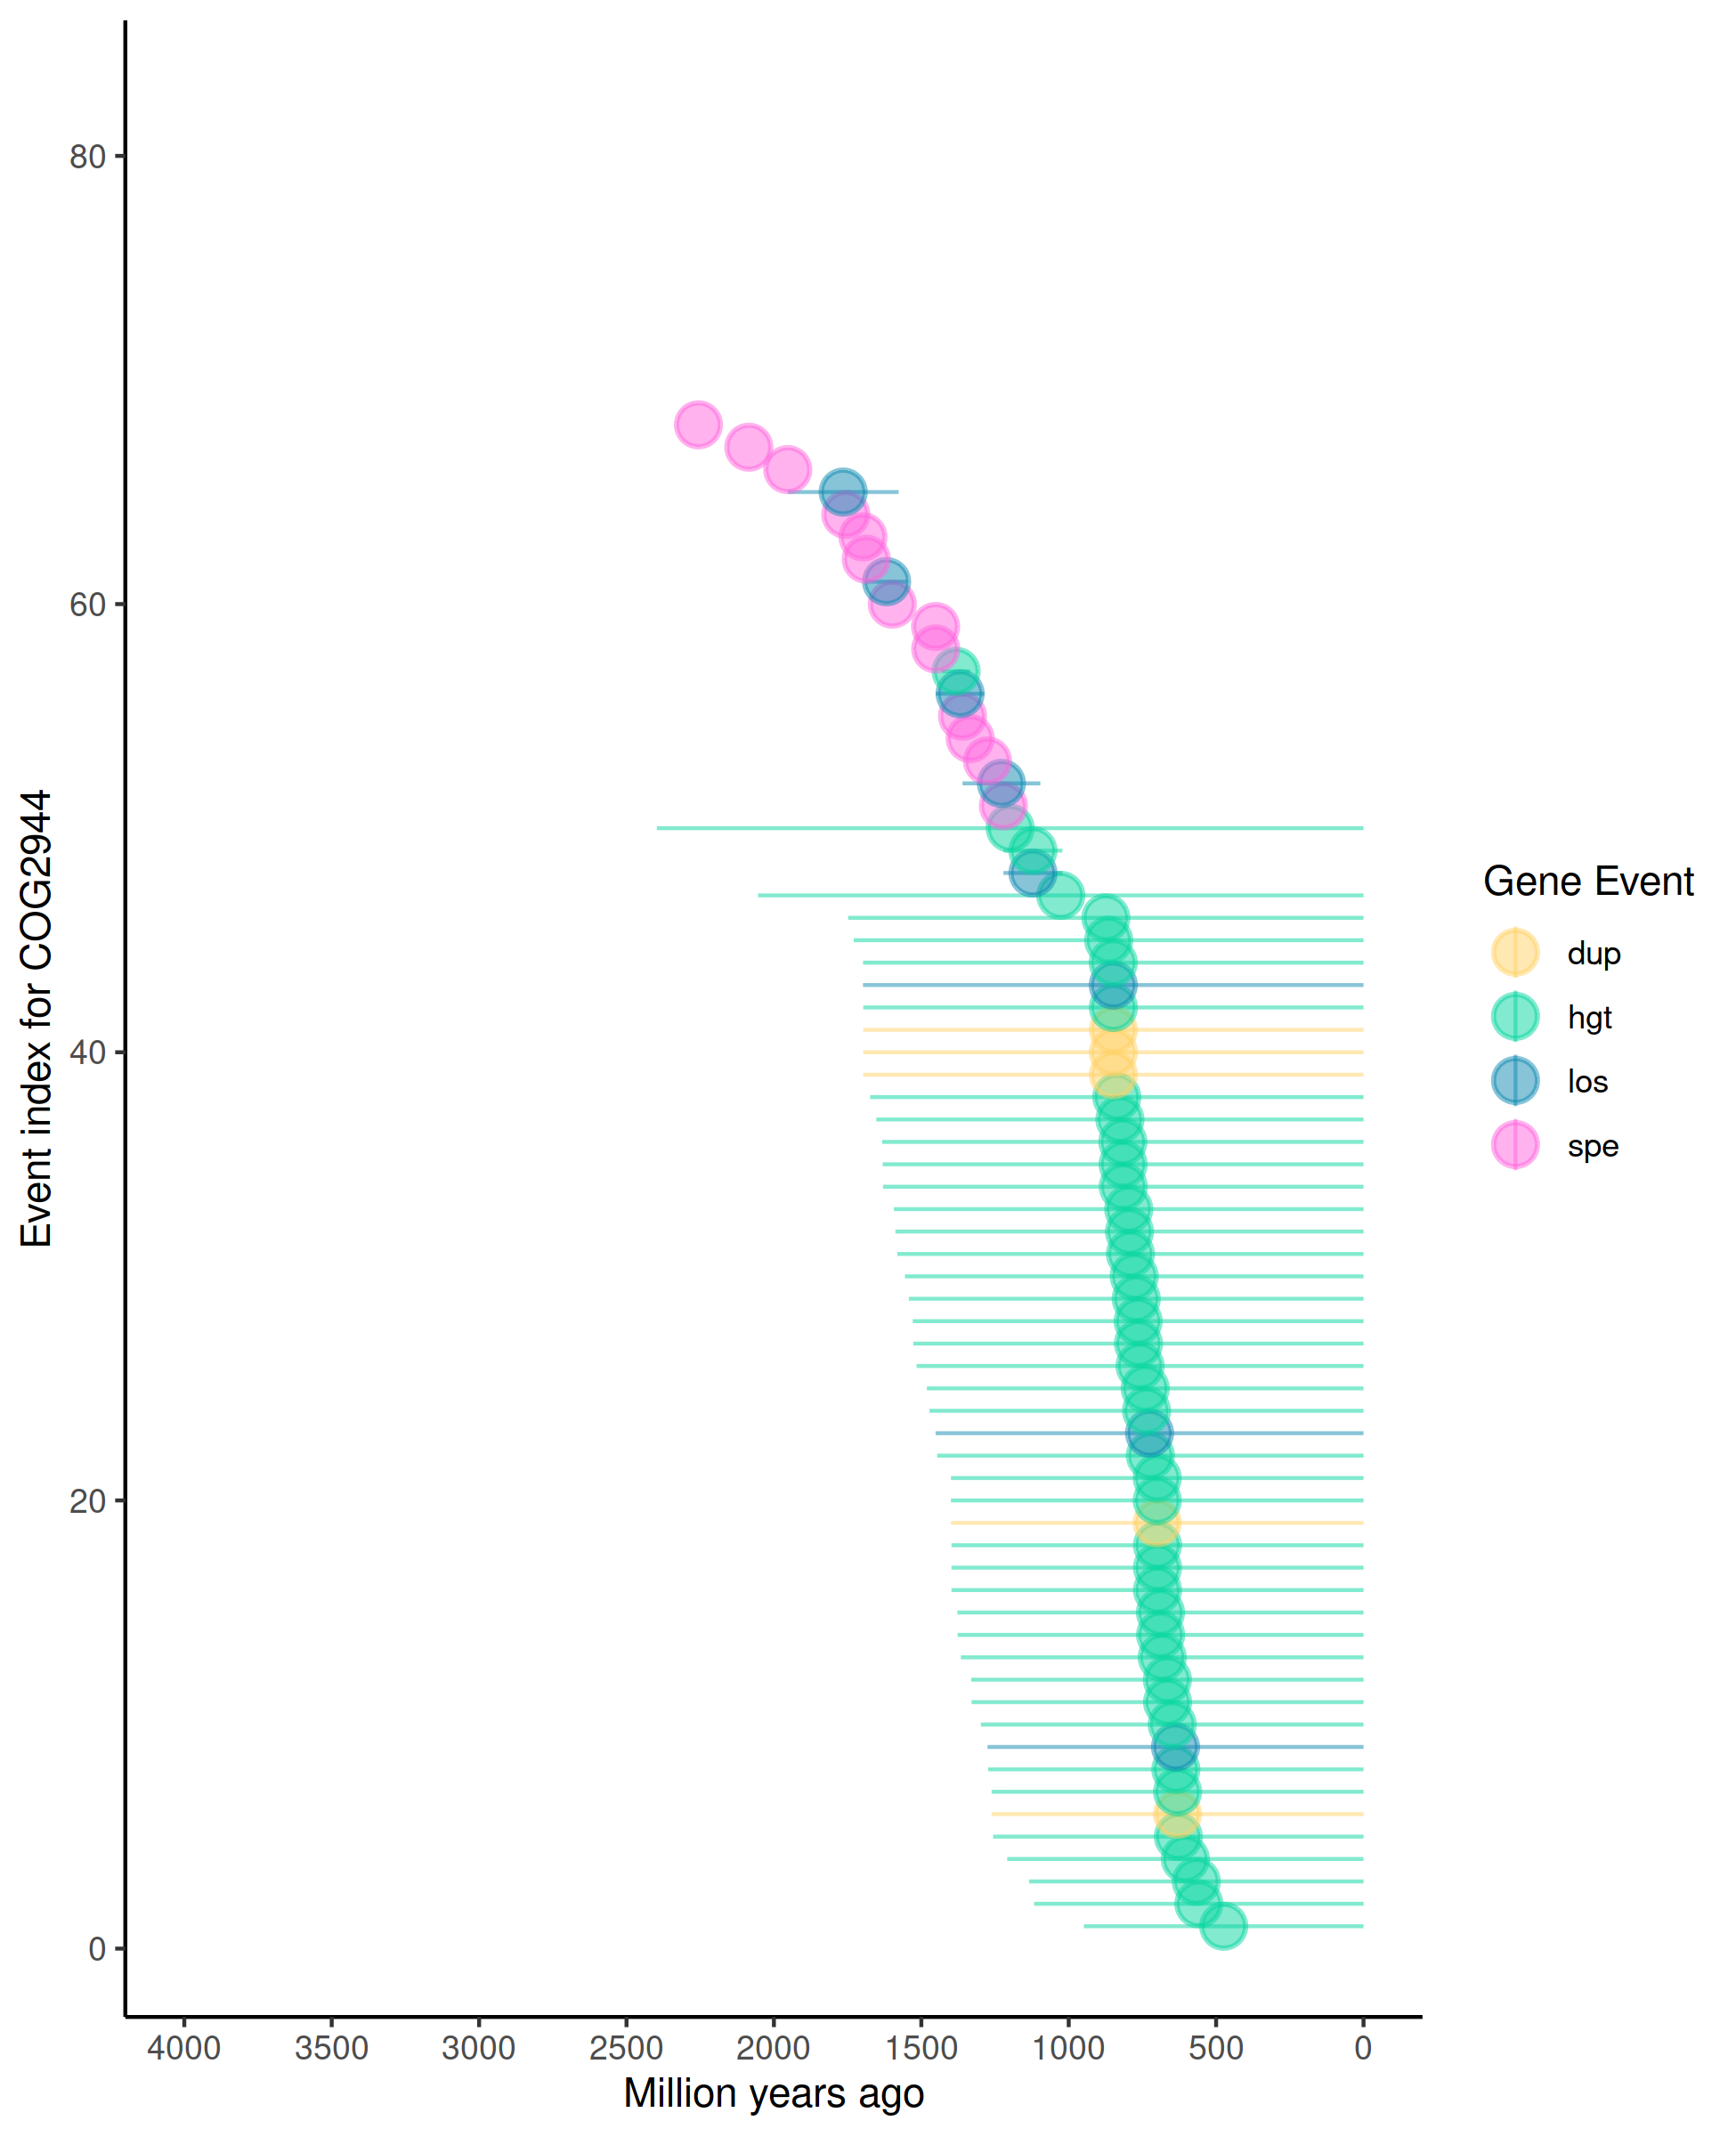 80
60
40
20
0
Event index for COG2944
4000 3500 3000 2500 2000 1500 1000 500 0
Million years ago
Gene Event
dup
hgt
los
spe